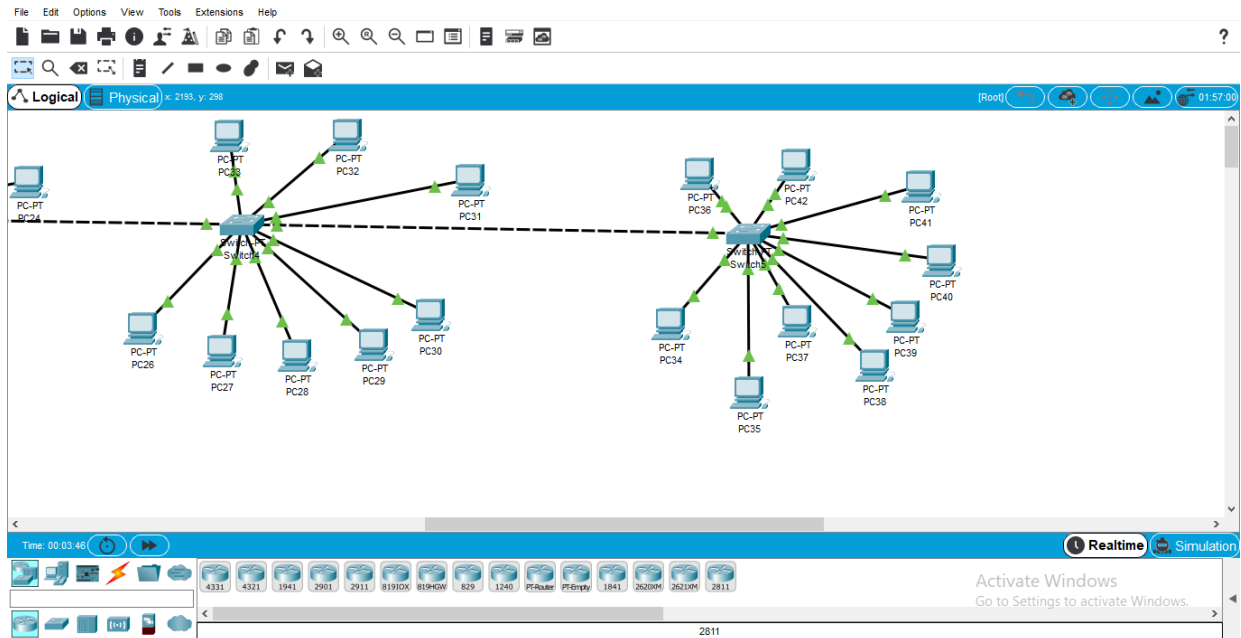 File Edit Options View Tools Extensions Help
?
Logical Physical x: 2193, y: 298 [Root] 01:57:00
PC-PT
PC33
PC-PT
PC32
PC-PT
PC24
PC-PT
PC31
Switch-PT
Switch4
PC-PT
PC26
PC-PT
PC27
PC-PT
PC28
PC-PT
PC29
PC-PT
PC30
PC-PT
PC36
PC-PT
PC42
PC-PT
PC41
Switch-PT
Switch5
PC-PT
PC40
PC-PT
PC34
PC-PT
PC37
PC-PT
PC39
PC-PT
PC38
PC-PT
PC35
Time: 00:03:46 Realtime Simulation
4331 4321 1941 2901 2911 819IOX 819HGW 829 1240 PT-Router PT-Empty 1841 2620XM 2621XM 2811
Activate Windows
Go to Settings to activate Windows.
2811